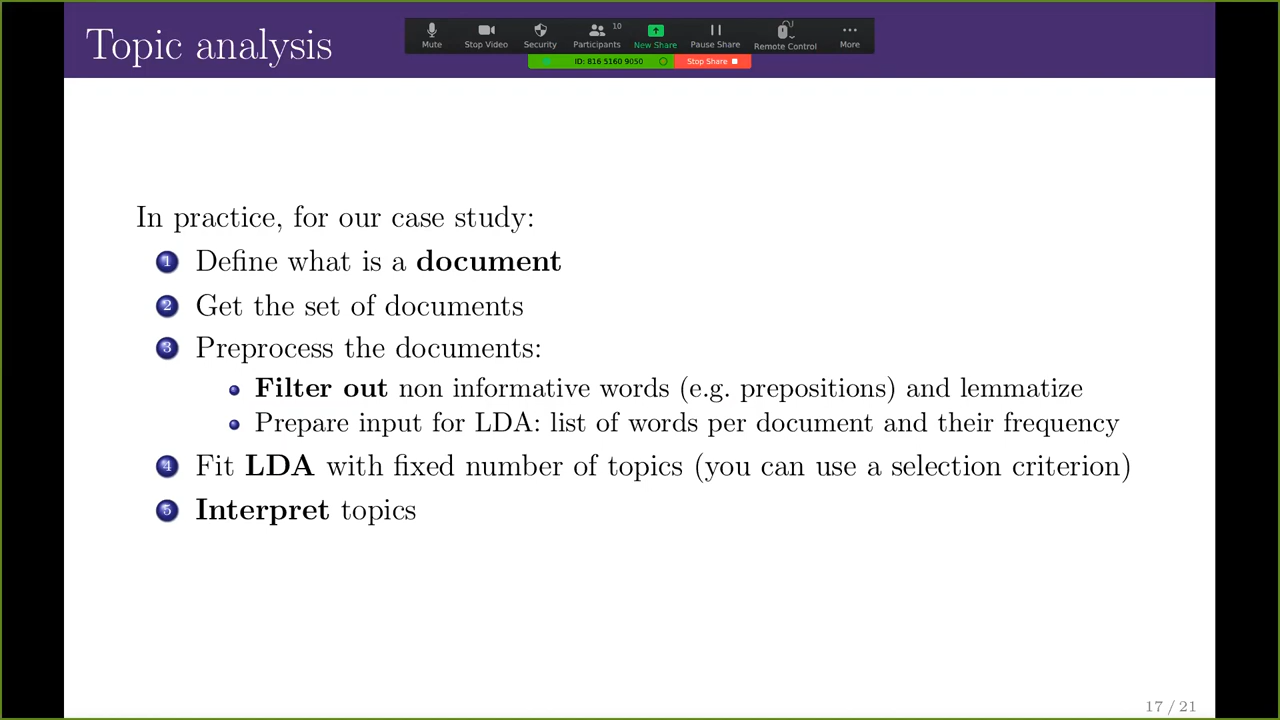 Topic analysis
Mute
Stop Video
Security
Participants
10
New Share
Pause Share
Remote Control
More
ID: 816 5160 9050
Stop Share
In practice, for our case study:
1 Define what is a document
2 Get the set of documents
3 Preprocess the documents:
Filter out non informative words (e.g. prepositions) and lemmatize
Prepare input for LDA: list of words per document and their frequency
4 Fit LDA with fixed number of topics (you can use a selection criterion)
5 Interpret topics
17 / 21